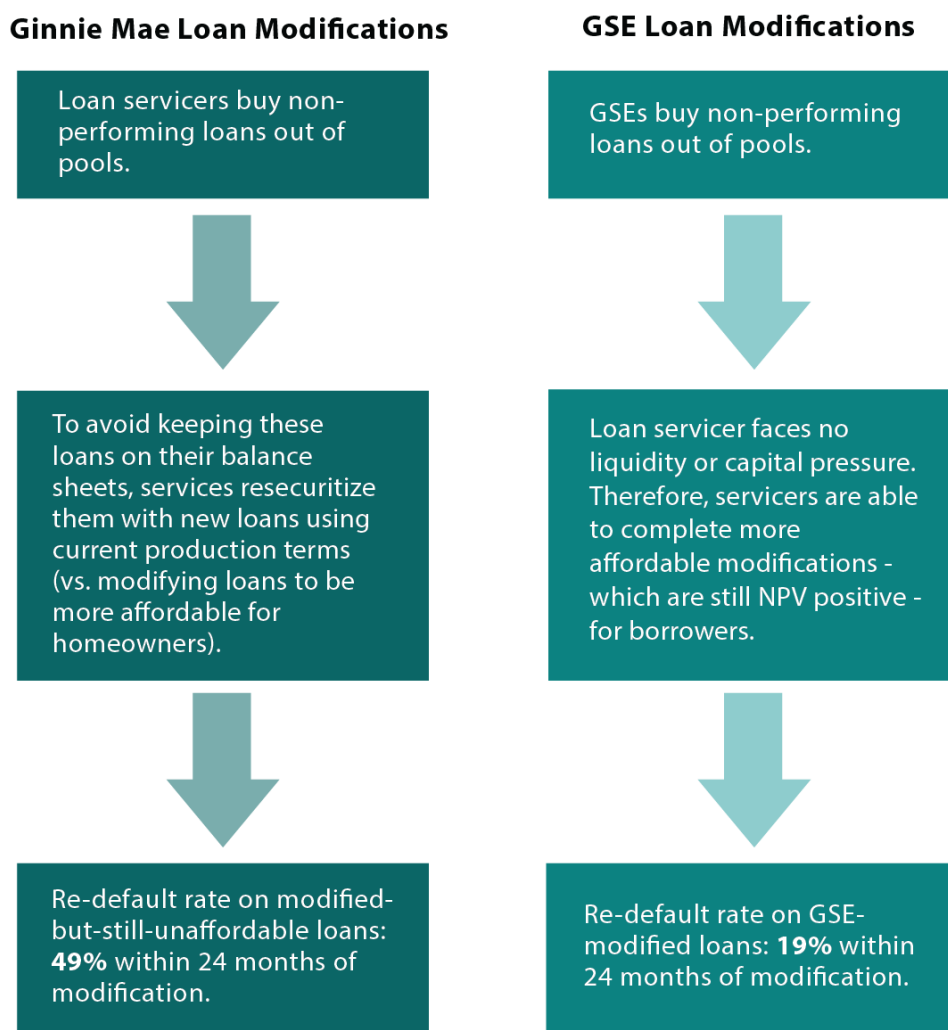 Ginnie Mae Loan Modifications
Loan servicers buy non-
performing loans out of
pools.
To avoid keeping these
loans on their balance
sheets, services resecuritize
them with new loans using
current production terms
(vs. modifying loans to be
more affordable for
homeowners).
Re-default rate on modified-
but-still-unaffordable loans:
49% within 24 months of
modification.
GSE Loan Modifications
GSEs buy non-performing
loans out of pools.
Loan servicer faces no
liquidity or capital pressure.
Therefore, servicers are able
to complete more
affordable modifications -
which are still NPV positive -
for borrowers.
Re-default rate on GSE-
modified loans: 19% within
24 months of modification.